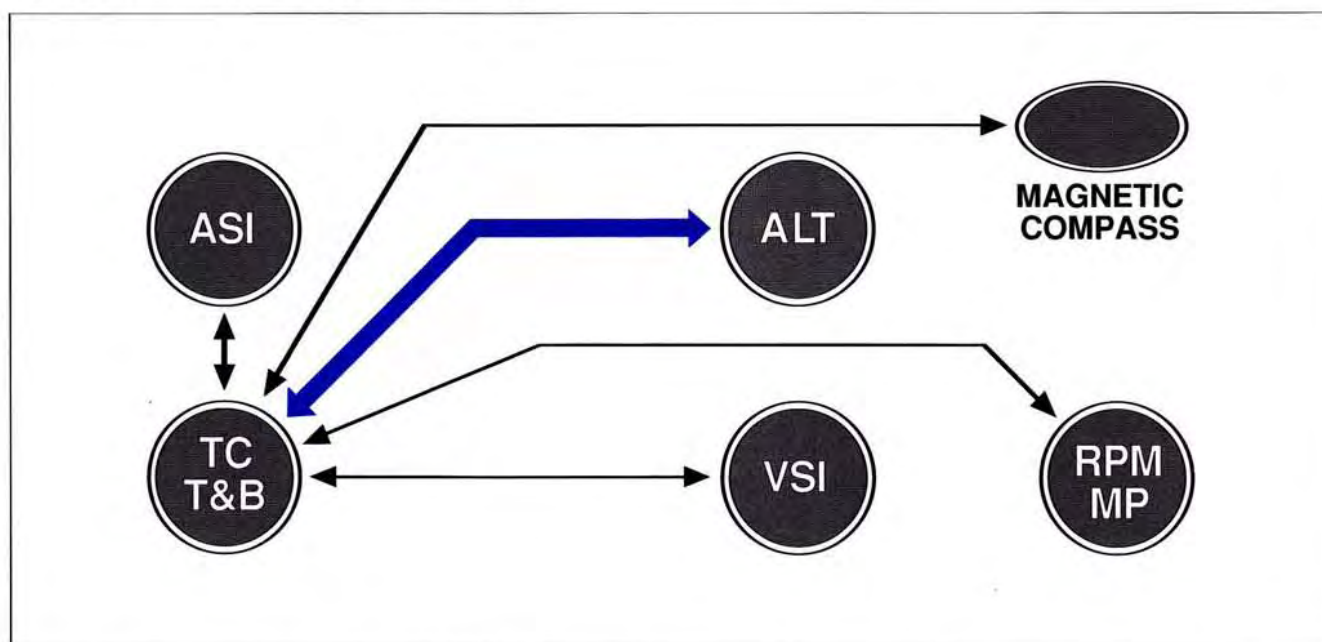 ASI
ALT
MAGNETIC
COMPASS
TC
T&B
VSI
RPM
MP